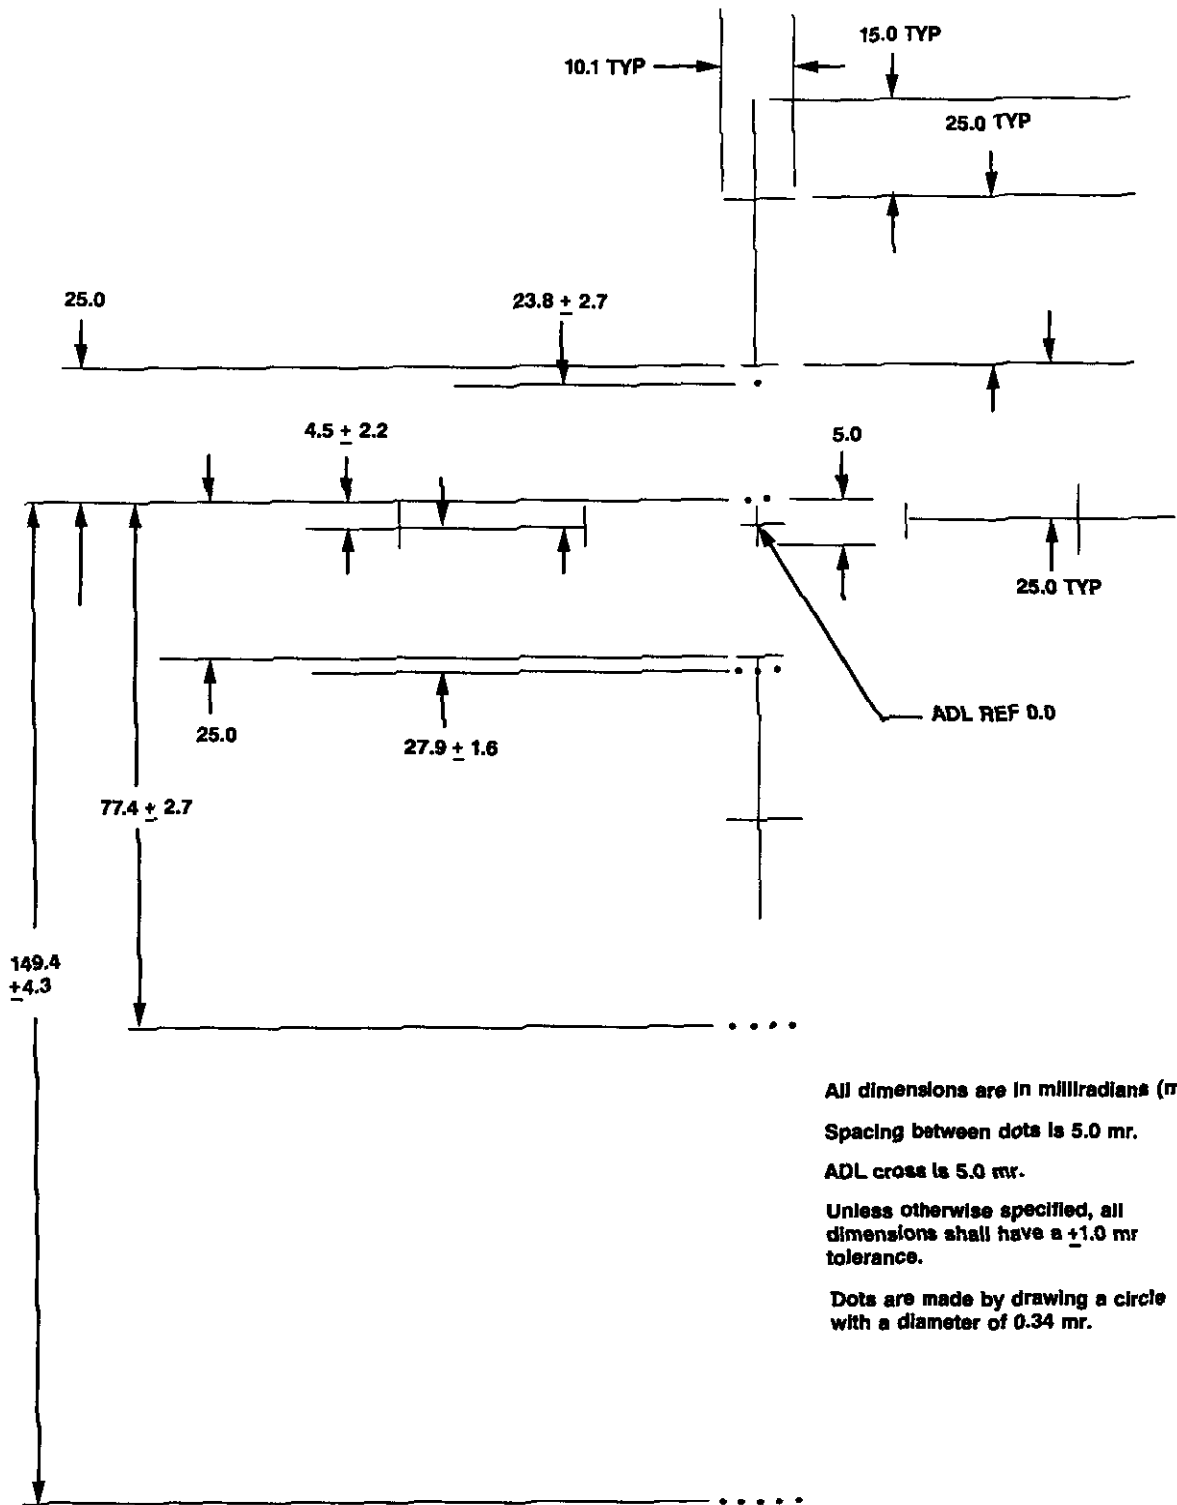 15.0 TYP
10.1 TYP
25.0 TYP
25.0
23.8 ± 2.7
4.5 ± 2.2
5.0
25.0 TYP
ADL REF 0.0
25.0
27.9 ± 1.6
77.4 ± 2.7
149.4
±4.3
All dimensions are in milliradians (m
Spacing between dots is 5.0 mr.
ADL cross is 5.0 mr.
Unless otherwise specified, all
dimensions shall have a ±1.0 mr
tolerance.
Dots are made by drawing a circle
with a diameter of 0.34 mr.